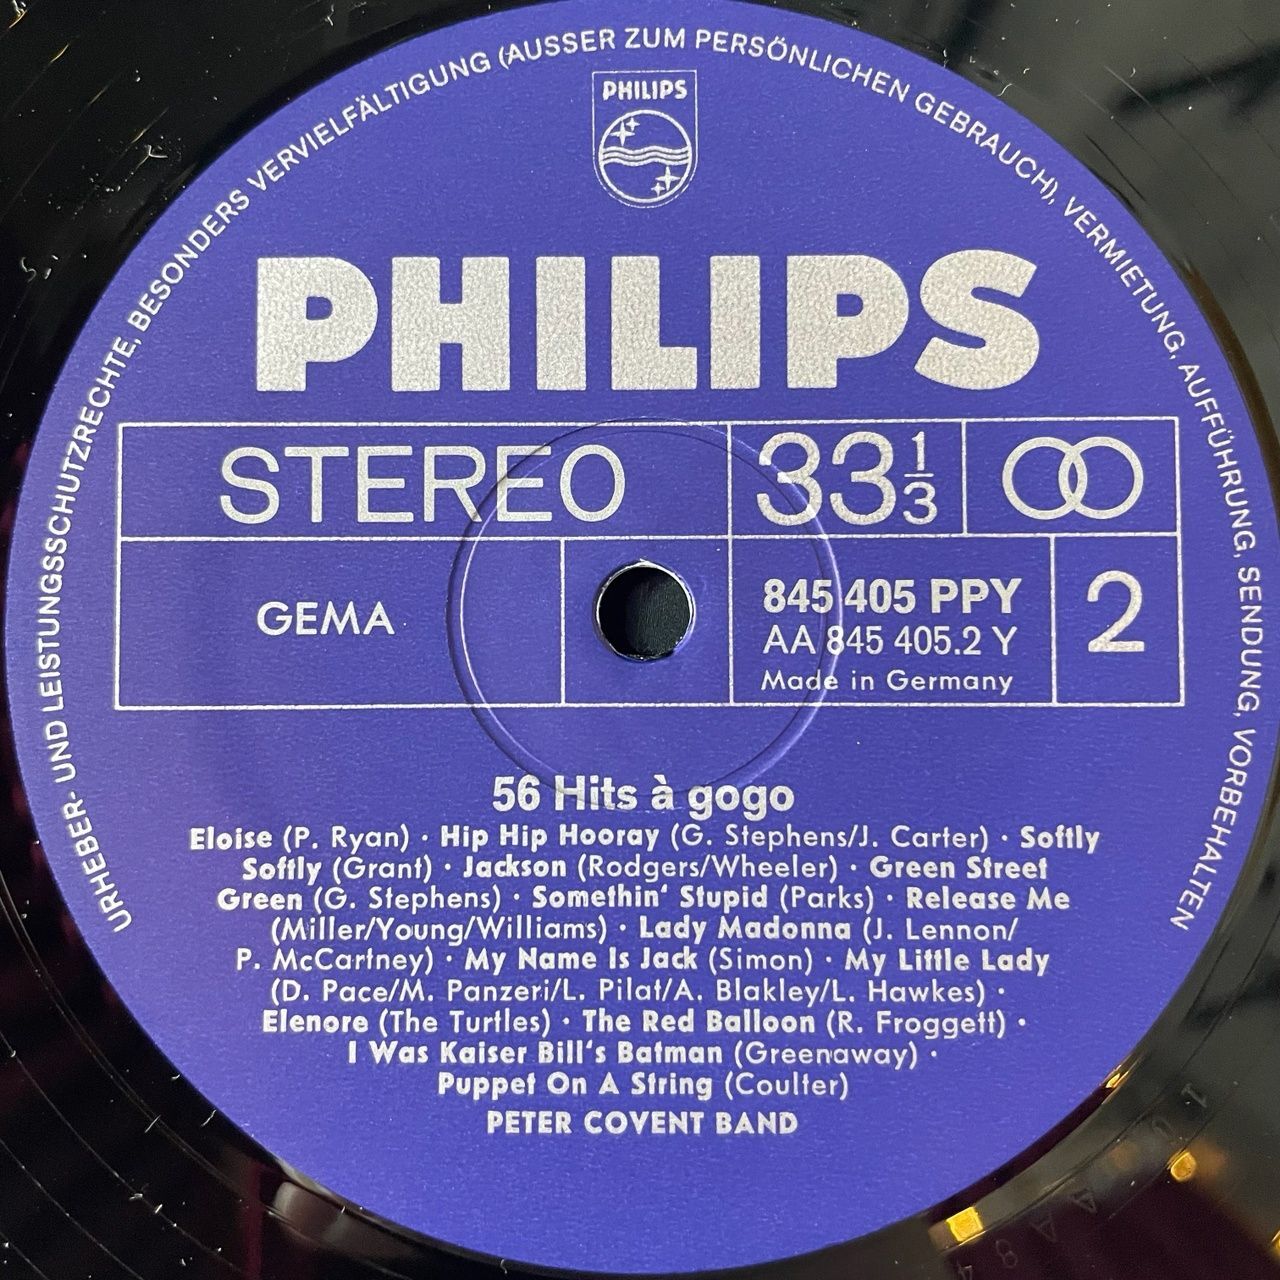 URHEBER- UND LEISTUNGSSCHUTZRECHTE, BESONDERS VERVIELFÄLTIGUNG (AUSSER ZUM PERSÖNLICHEN GEBRAUCH), VERMIETUNG, AUFFÜHRUNG, SENDUNG, VORBEHALTEN
PHILIPS
PHILIPS
STEREO 33 1/3
GEMA 845 405 PPY 2
AA 845 405.2 Y
Made in Germany
56 Hits à gogo
Eloise (P. Ryan) · Hip Hip Hooray (G. Stephens/J. Carter) · Softly
Softly (Grant) · Jackson (Rodgers/Wheeler) · Green Street
Green (G. Stephens) · Somethin‘ Stupid (Parks) · Release Me
(Miller/Young/Williams) · Lady Madonna (J. Lennon/
P. McCartney) · My Name Is Jack (Simon) · My Little Lady
(D. Pace/M. Panzeri/L. Pilat/A. Blakley/L. Hawkes) ·
Elenore (The Turtles) · The Red Balloon (R. Froggett) ·
I Was Kaiser Bill‘s Batman (Greenaway) ·
Puppet On A String (Coulter)
PETER COVENT BAND